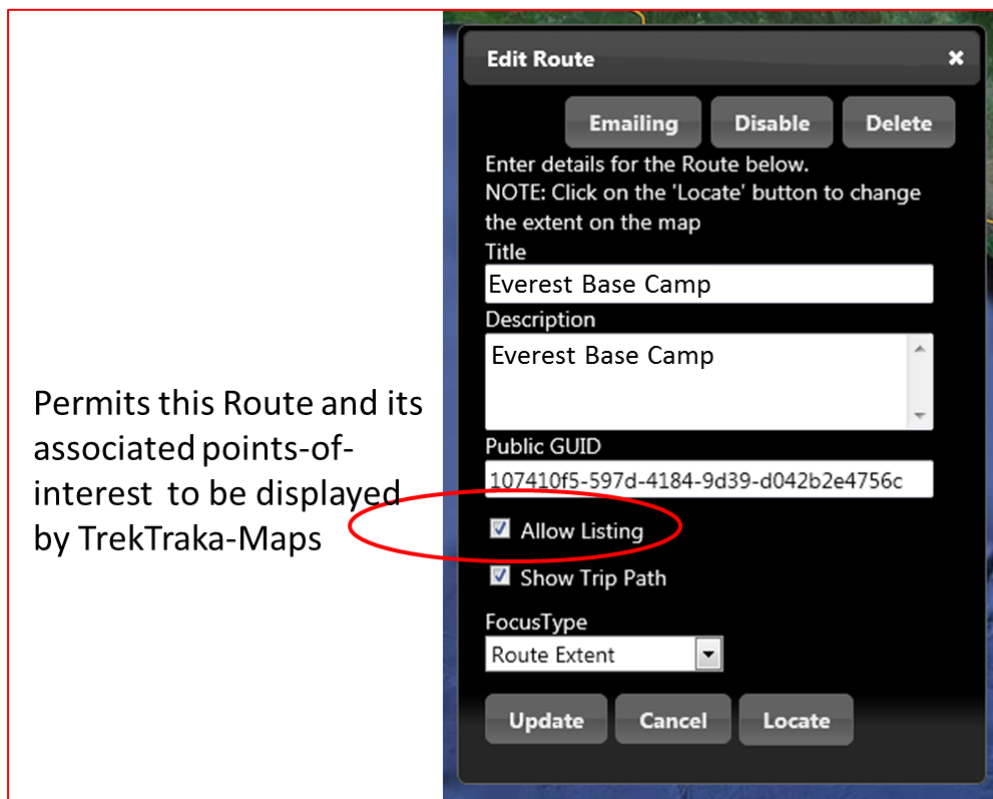 Permits this Route and its
associated points-of-
interest to be displayed
by TrekTraka-Maps
Edit Route ×
Emailing Disable Delete
Enter details for the Route below.
NOTE: Click on the 'Locate' button to change
the extent on the map
Title
Everest Base Camp
Description
Everest Base Camp
Public GUID
107410f5-597d-4184-9d39-d042b2e4756c
Allow Listing
Show Trip Path
FocusType
Route Extent
Update Cancel Locate